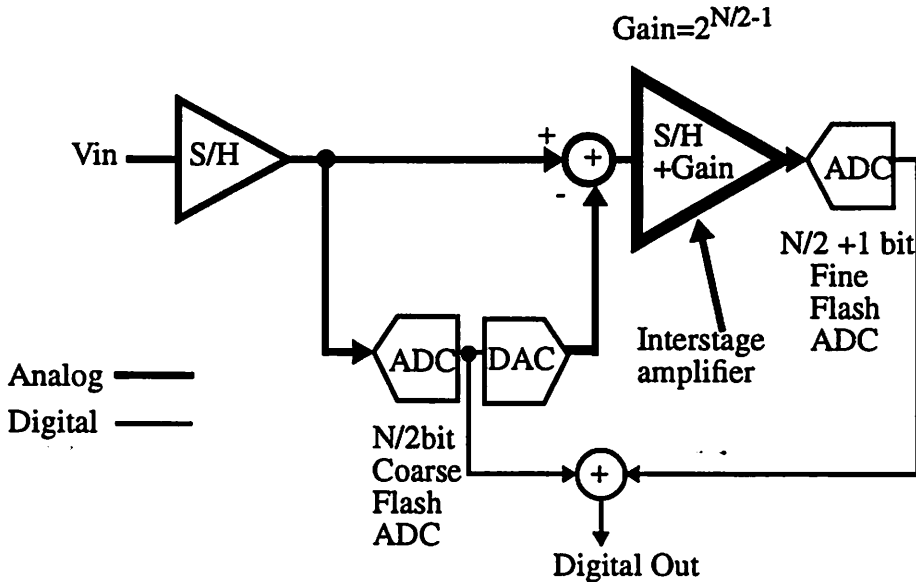 Gain=2^N/2-1
Vin
S/H
+
+
-
S/H
+Gain
ADC
N/2 +1 bit
Fine
Flash
ADC
Interstage
amplifier
ADC
DAC
Analog
Digital
N/2bit
Coarse
Flash
ADC
+
Digital Out